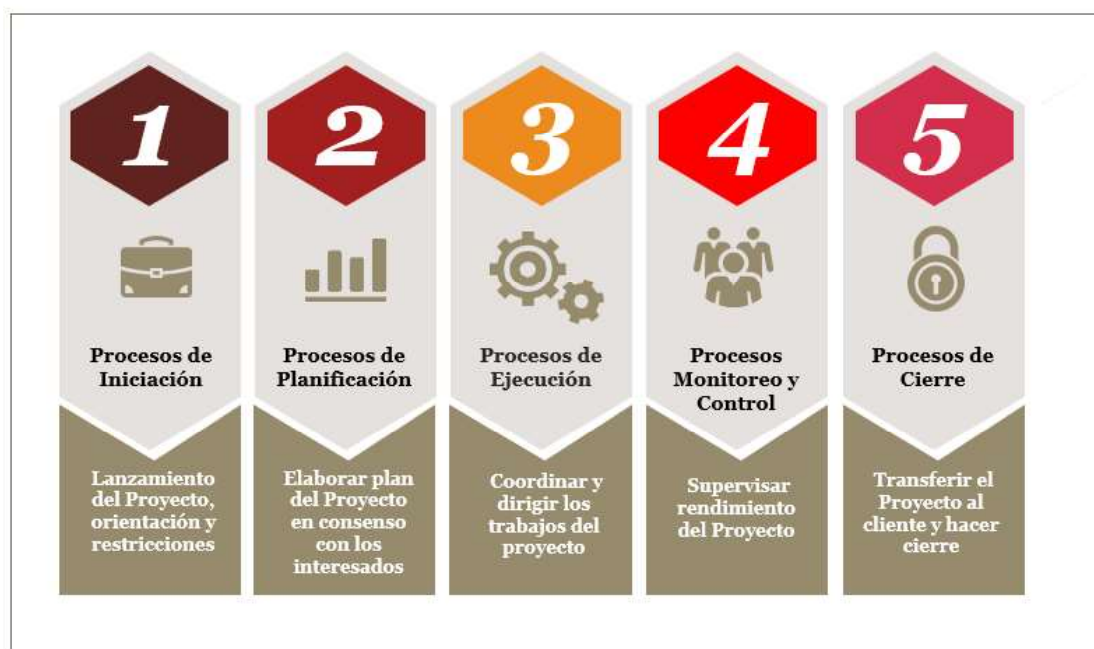 1
Procesos de
Iniciación
Lanzamiento
del Proyecto,
orientación y
restricciones
2
Procesos de
Planificación
Elaborar plan
del Proyecto
en consenso
con los
interesados
3
Procesos de
Ejecución
Coordinar y
dirigir los
trabajos del
proyecto
4
Procesos
Monitoreo y
Control
Supervisar
rendimiento
del Proyecto
5
Procesos de
Cierre
Transferir el
Proyecto al
cliente y hacer
cierre